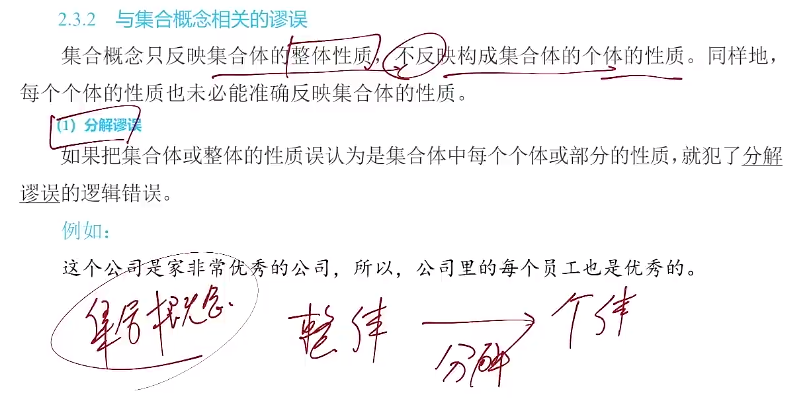 2.3.2 与集合概念相关的谬误
集合概念只反映集合体的整体性质，不反映构成集合体的个体的性质。同样地，
每个个体的性质也未必能准确反映集合体的性质。
(1) 分解谬误
如果把集合体或整体的性质误认为是集合体中每个个体或部分的性质，就犯了分解
谬误的逻辑错误。
例如：
这个公司是家非常优秀的公司，所以，公司里的每个员工也是优秀的。
集合概念 整体 个体
分解